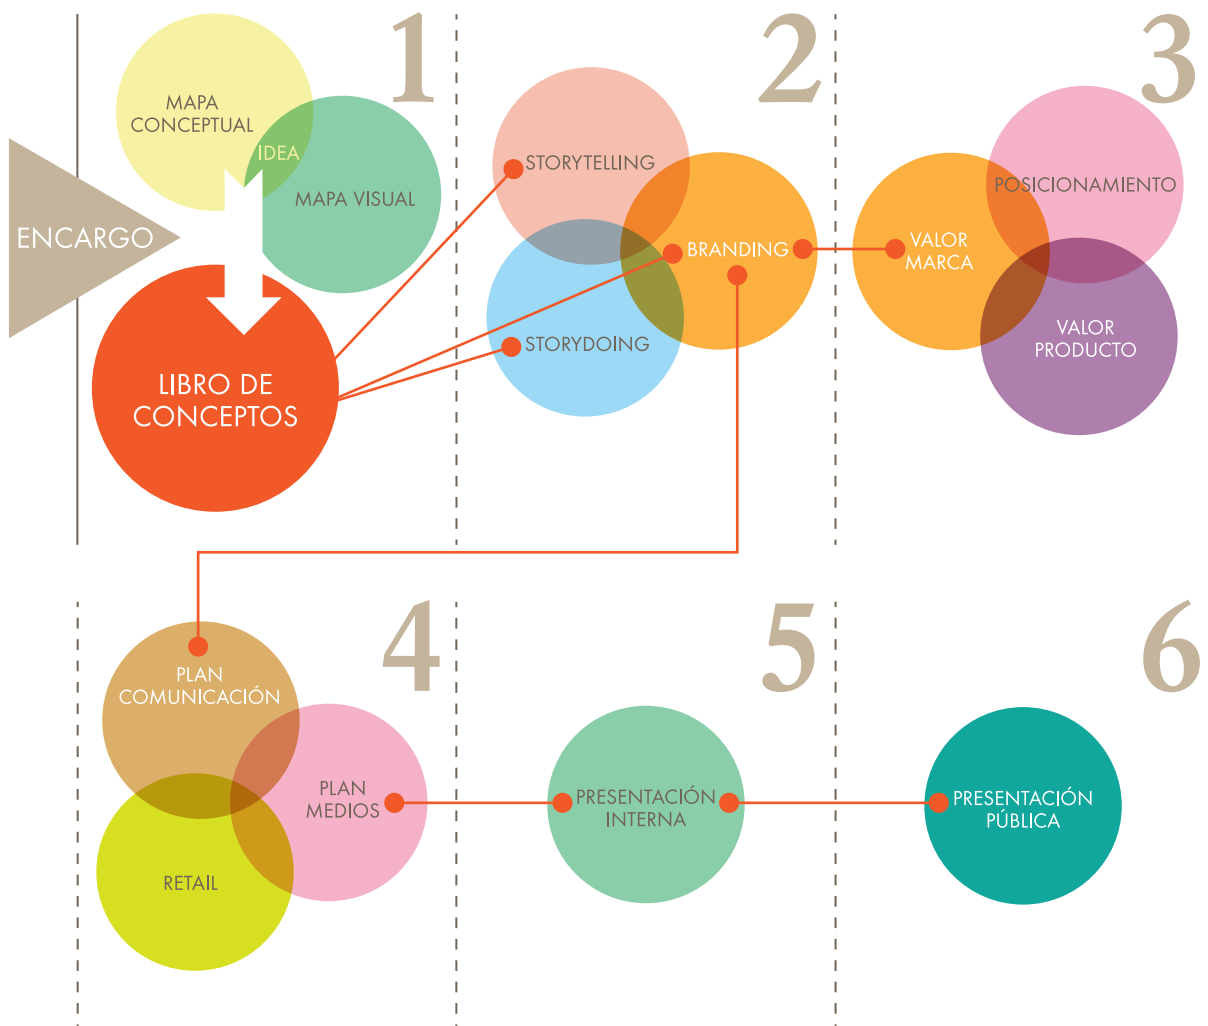 1
MAPA
CONCEPTUAL
IDEA
MAPA VISUAL
ENCARGO
LIBRO DE
CONCEPTOS
2
STORYTELLING
BRANDING
STORYDOING
3
POSICIONAMIENTO
VALOR
MARCA
VALOR
PRODUCTO
4
PLAN
COMUNICACIÓN
PLAN
MEDIOS
RETAIL
5
PRESENTACIÓN
INTERNA
6
PRESENTACIÓN
PÚBLICA